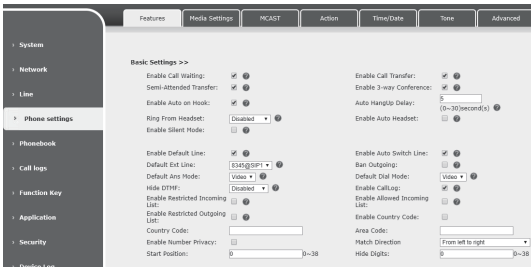 Features Media Settings MCAST Action Time/Date Tone Advanced
› System
› Network
› Line
› Phone settings
› Phonebook
› Call logs
› Function Key
› Application
› Security
› Device Log
Basic Settings >>
Enable Call Waiting: Enable Call Transfer:
Semi-Attended Transfer: Enable 3-way Conference:
Enable Auto on Hook: Auto HangUp Delay: 5
(0~30)second(s)
Ring From Headset: Disabled Enable Auto Headset:
Enable Silent Mode:
Enable Default Line: Enable Auto Switch Line:
Default Ext Line: 8345@SIP1 Ban Outgoing:
Default Ans Mode: Video Default Dial Mode: Video
Hide DTMF: Disabled Enable CallLog:
Enable Restricted Incoming List: Enable Allowed Incoming List:
Enable Restricted Outgoing List: Enable Country Code:
Country Code: Area Code:
Enable Number Privacy: Match Direction From left to right
Start Position: 0 0~38 Hide Digits: 0 0~38